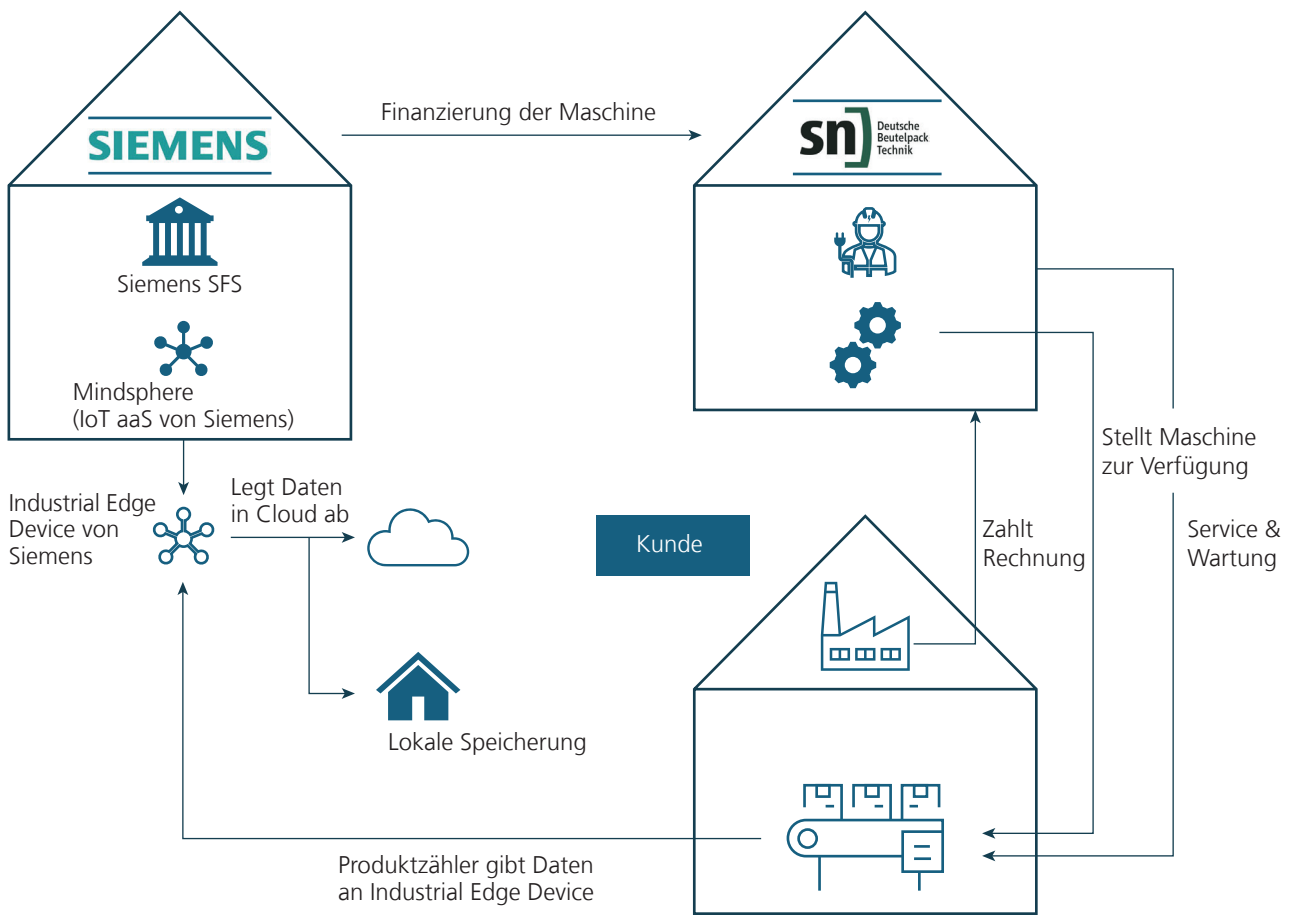 Finanzierung der Maschine
SIEMENS
sn
Deutsche
Beutelpack
Technik
Siemens SFS
Mindsphere
(IoT aaS von Siemens)
Industrial Edge
Device von
Siemens
Legt Daten
in Cloud ab
Lokale Speicherung
Kunde
Zahlt
Rechnung
Stellt Maschine
zur Verfügung
Service &
Wartung
Produktzähler gibt Daten
an Industrial Edge Device